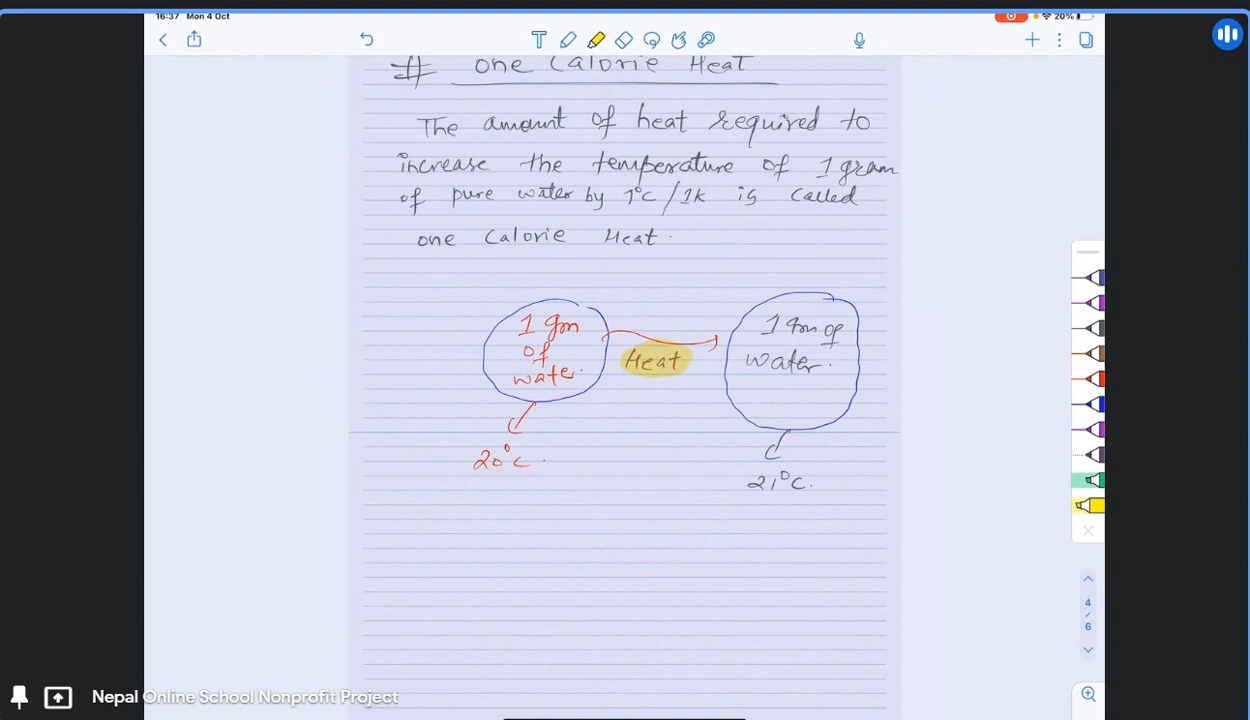 16:37 Mon 4 Oct
20%
# one Calorie Heat
The amount of heat required to
increase the temperature of 1 gram
of pure water by 1°C/1K is called
one Calorie Heat.
1 gm
of
water.
Heat
1 gm of
water.
20°C.
21°C.
4
/
6
Nepal Online School Nonprofit Project